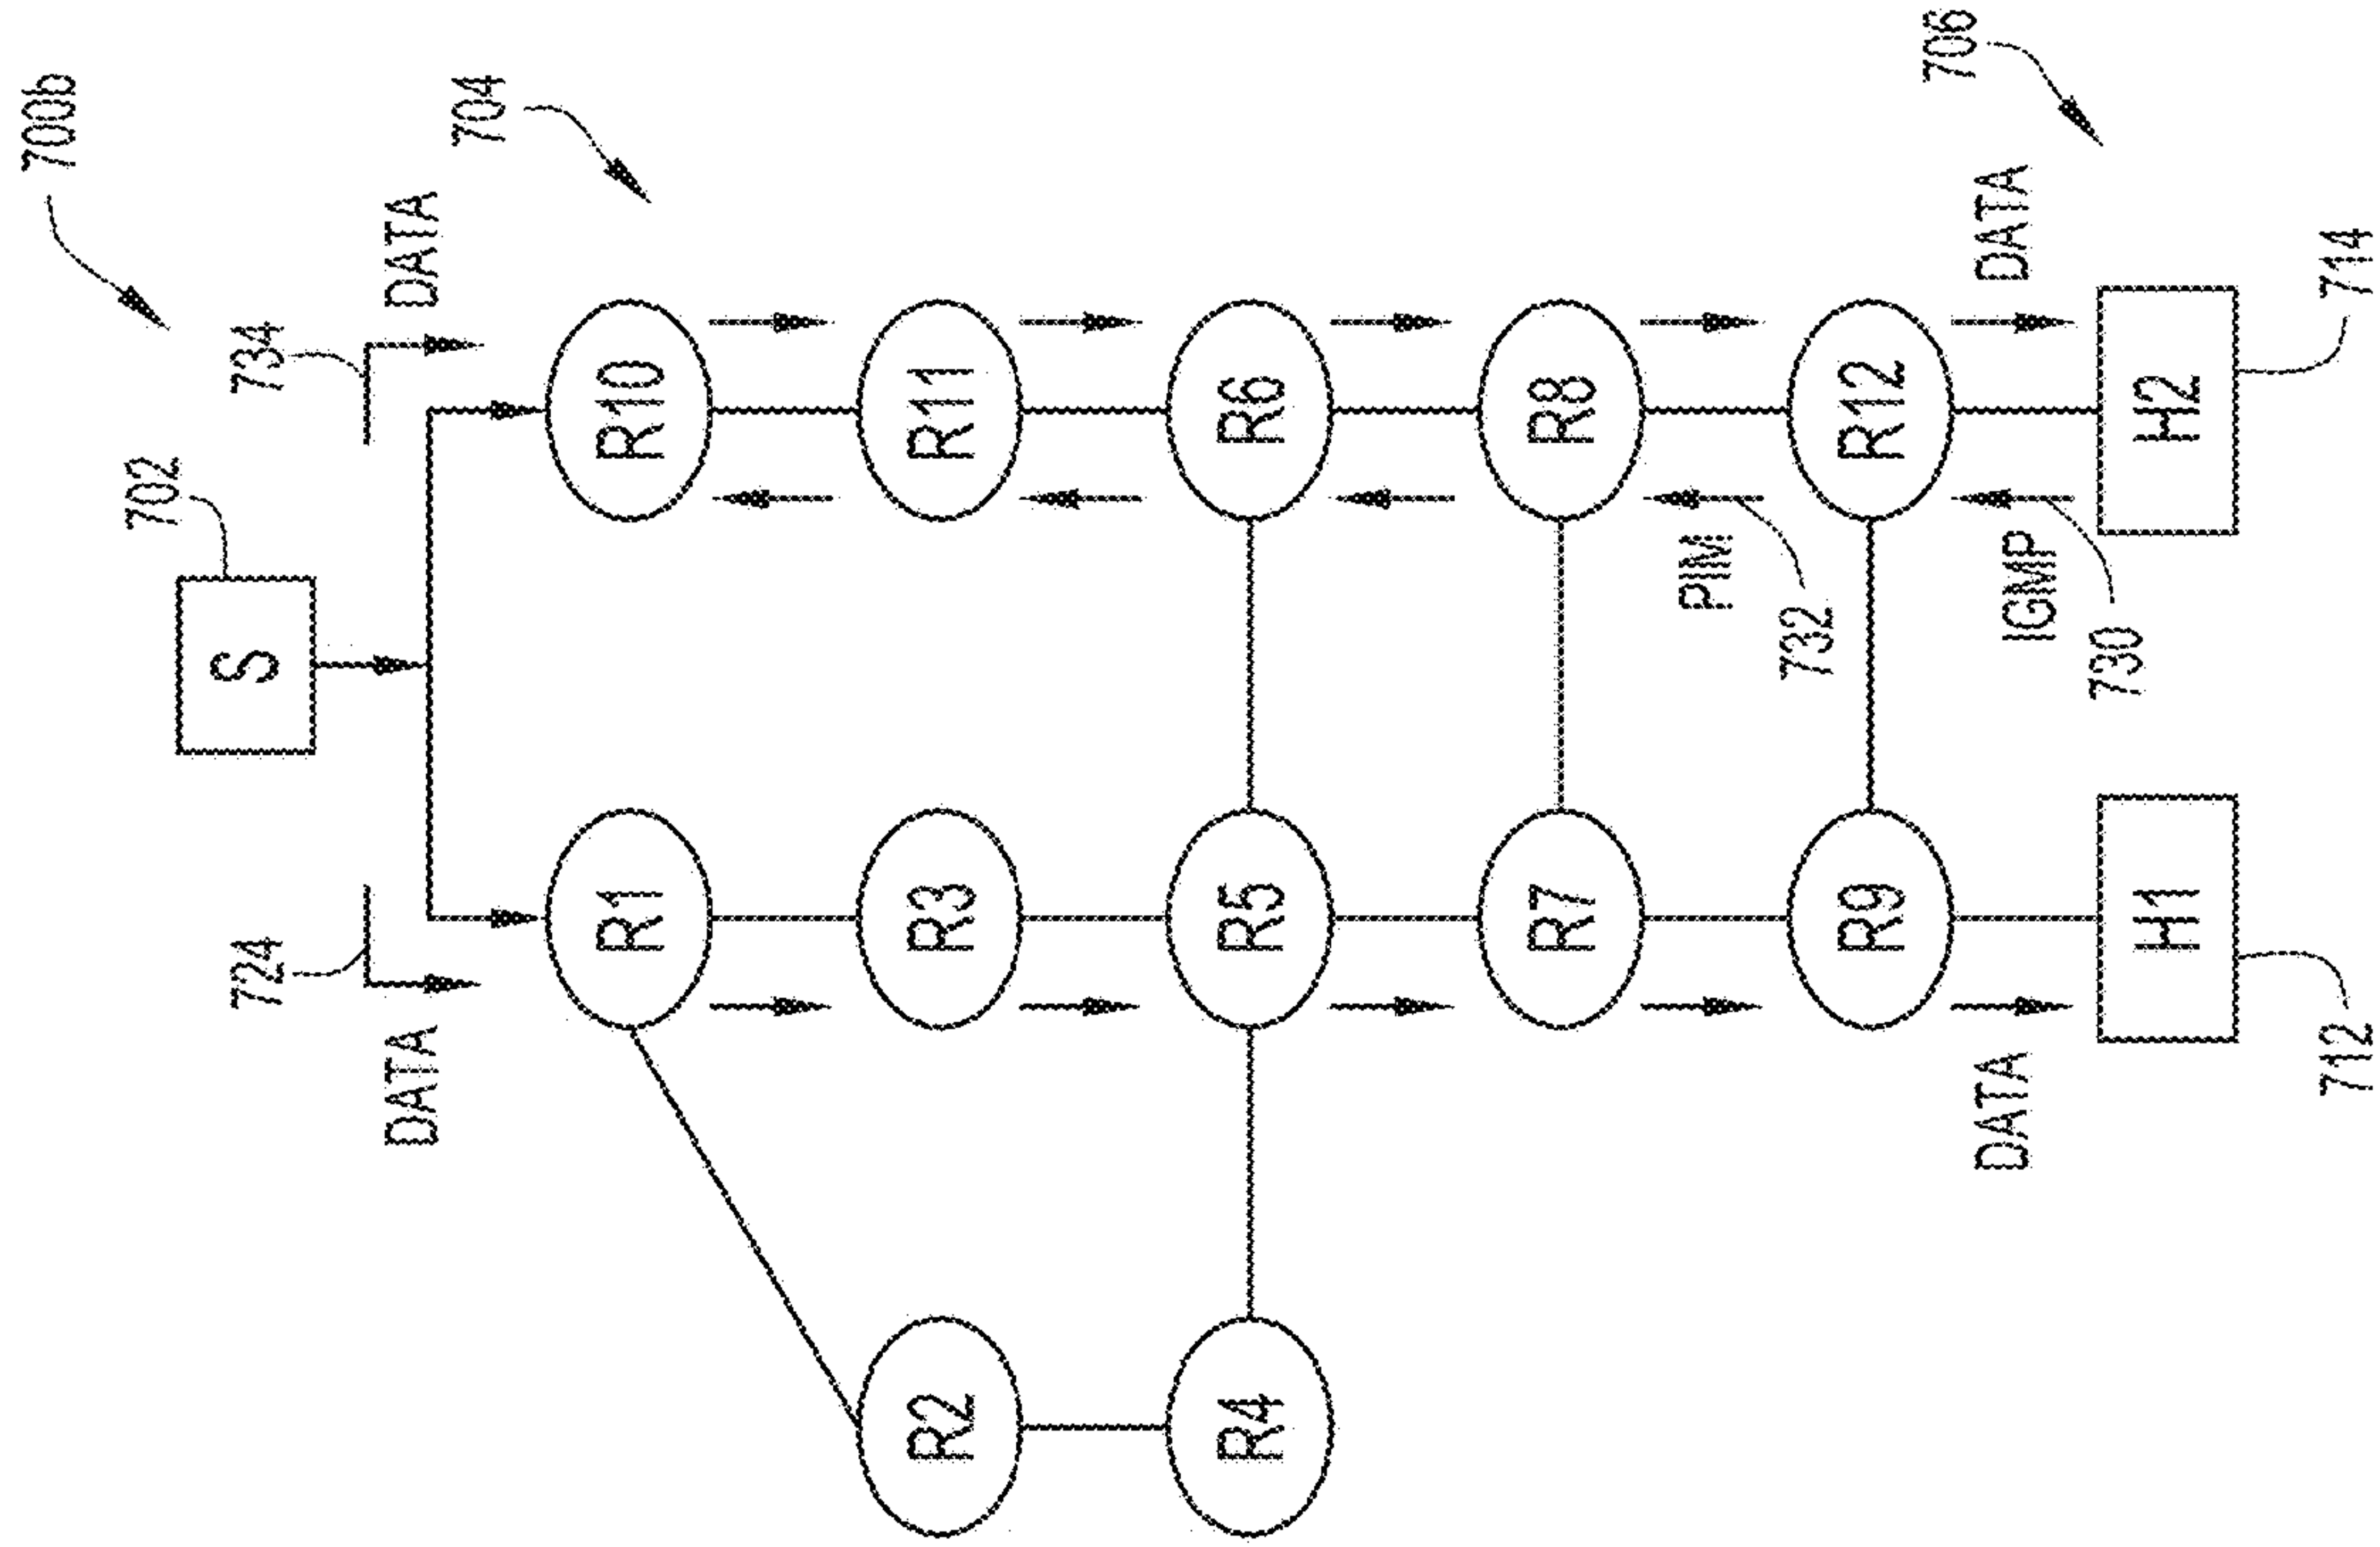 700b
702
S
734
724
DATA
DATA
704
R1
R10
R2
R3
R11
R4
R5
R6
R7
R8
PIM
732
R9
R12
706
DATA
IGMP
DATA
730
H1
H2
712
714